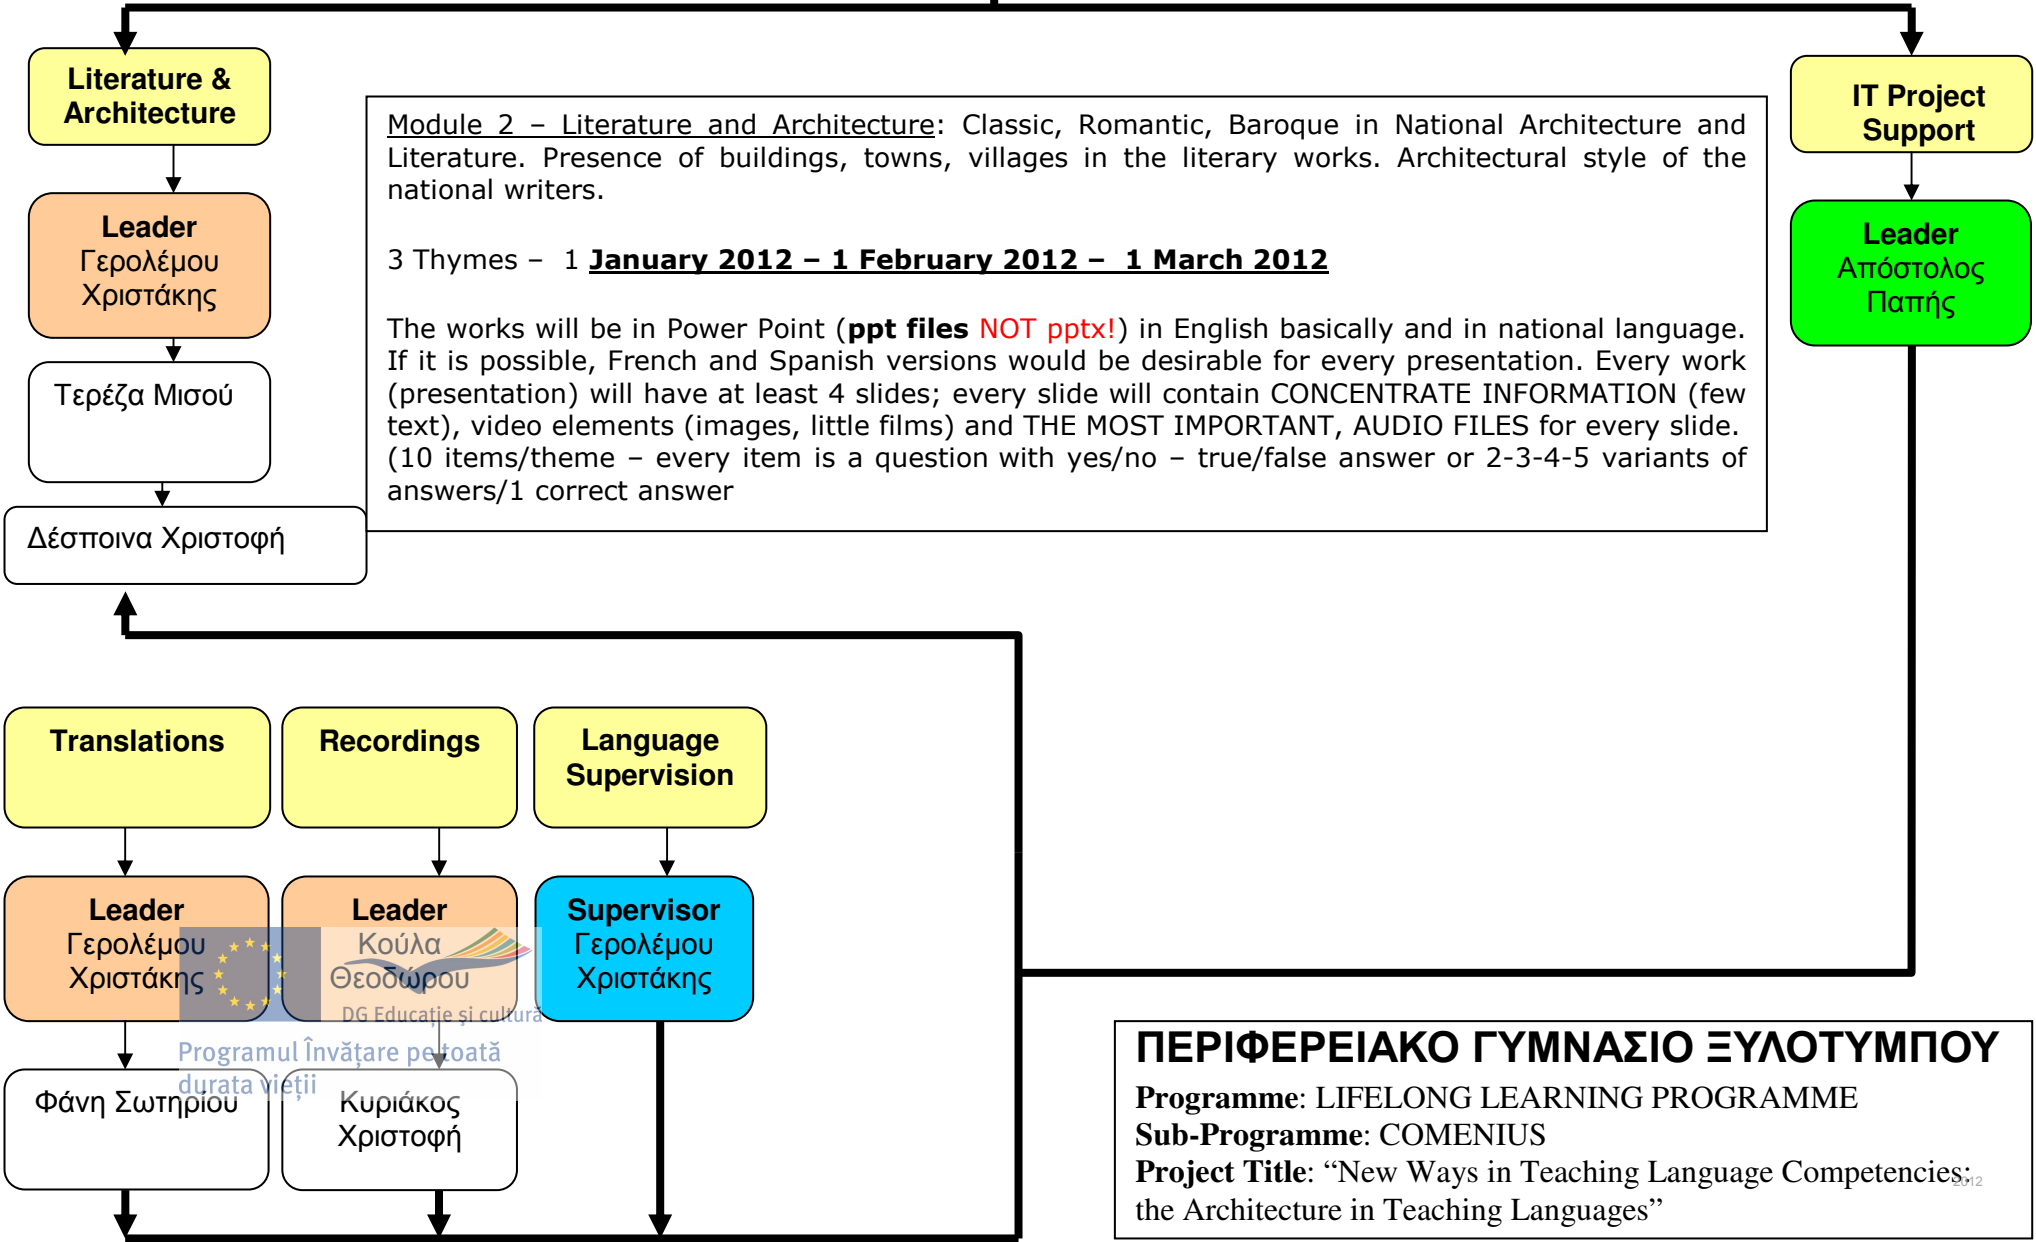 Literature &
Architecture
Leader
Γερολέμου
Χριστάκης
Τερέζα Μισού
Δέσποινα Χριστοφή
Module 2 – Literature and Architecture: Classic, Romantic, Baroque in National Architecture and
Literature. Presence of buildings, towns, villages in the literary works. Architectural style of the
national writers.
3 Thymes – 1 January 2012 – 1 February 2012 – 1 March 2012
The works will be in Power Point (ppt files NOT pptx!) in English basically and in national language.
If it is possible, French and Spanish versions would be desirable for every presentation. Every work
(presentation) will have at least 4 slides; every slide will contain CONCENTRATE INFORMATION (few
text), video elements (images, little films) and THE MOST IMPORTANT, AUDIO FILES for every slide.
(10 items/theme – every item is a question with yes/no – true/false answer or 2-3-4-5 variants of
answers/1 correct answer
IT Project
Support
Leader
Απόστολος
Παπής
Translations
Leader
Γερολέμου
Χριστάκης
Φάνη Σωτηρίου
Recordings
Leader
Κούλα
Θεοδώρου
Κυριάκος
Χριστοφή
Language
Supervision
Supervisor
Γερολέμου
Χριστάκης
DG Educație și cultură
Programul Învățare pe toată
durata vieții
ΠΕΡΙΦΕΡΕΙΑΚΟ ΓΥΜΝΑΣΙΟ ΞΥΛΟΤΥΜΠΟΥ
Programme: LIFELONG LEARNING PROGRAMME
Sub-Programme: COMENIUS
Project Title: “New Ways in Teaching Language Competencies:
the Architecture in Teaching Languages”
2012